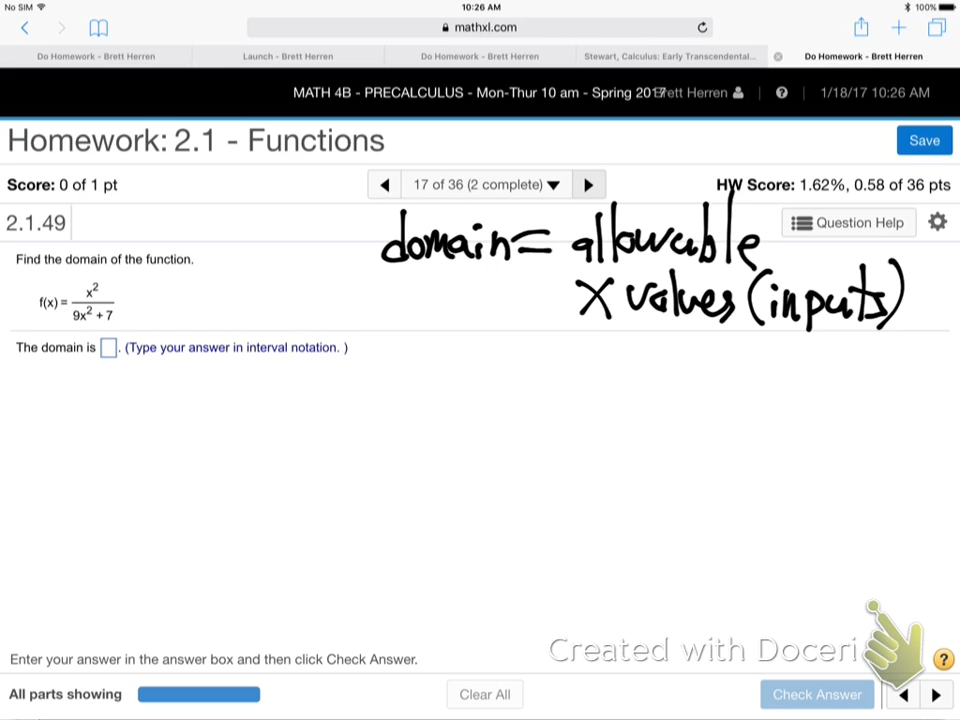 No SIM 10:26 AM 100%
mathxl.com
Do Homework - Brett Herren Launch - Brett Herren Do Homework - Brett Herren Stewart, Calculus: Early Transcendental... Do Homework - Brett Herren
MATH 4B - PRECALCULUS - Mon-Thur 10 am - Spring 2017 Brett Herren ? 1/18/17 10:26 AM
Homework: 2.1 - Functions Save
Score: 0 of 1 pt 17 of 36 (2 complete) HW Score: 1.62%, 0.58 of 36 pts
2.1.49 Question Help
domain = allowable
x values (inputs)
Find the domain of the function.
f(x) = x² / 9x² + 7
The domain is . (Type your answer in interval notation. )
Created with Doceri
Enter your answer in the answer box and then click Check Answer. ?
All parts showing Clear All Check Answer